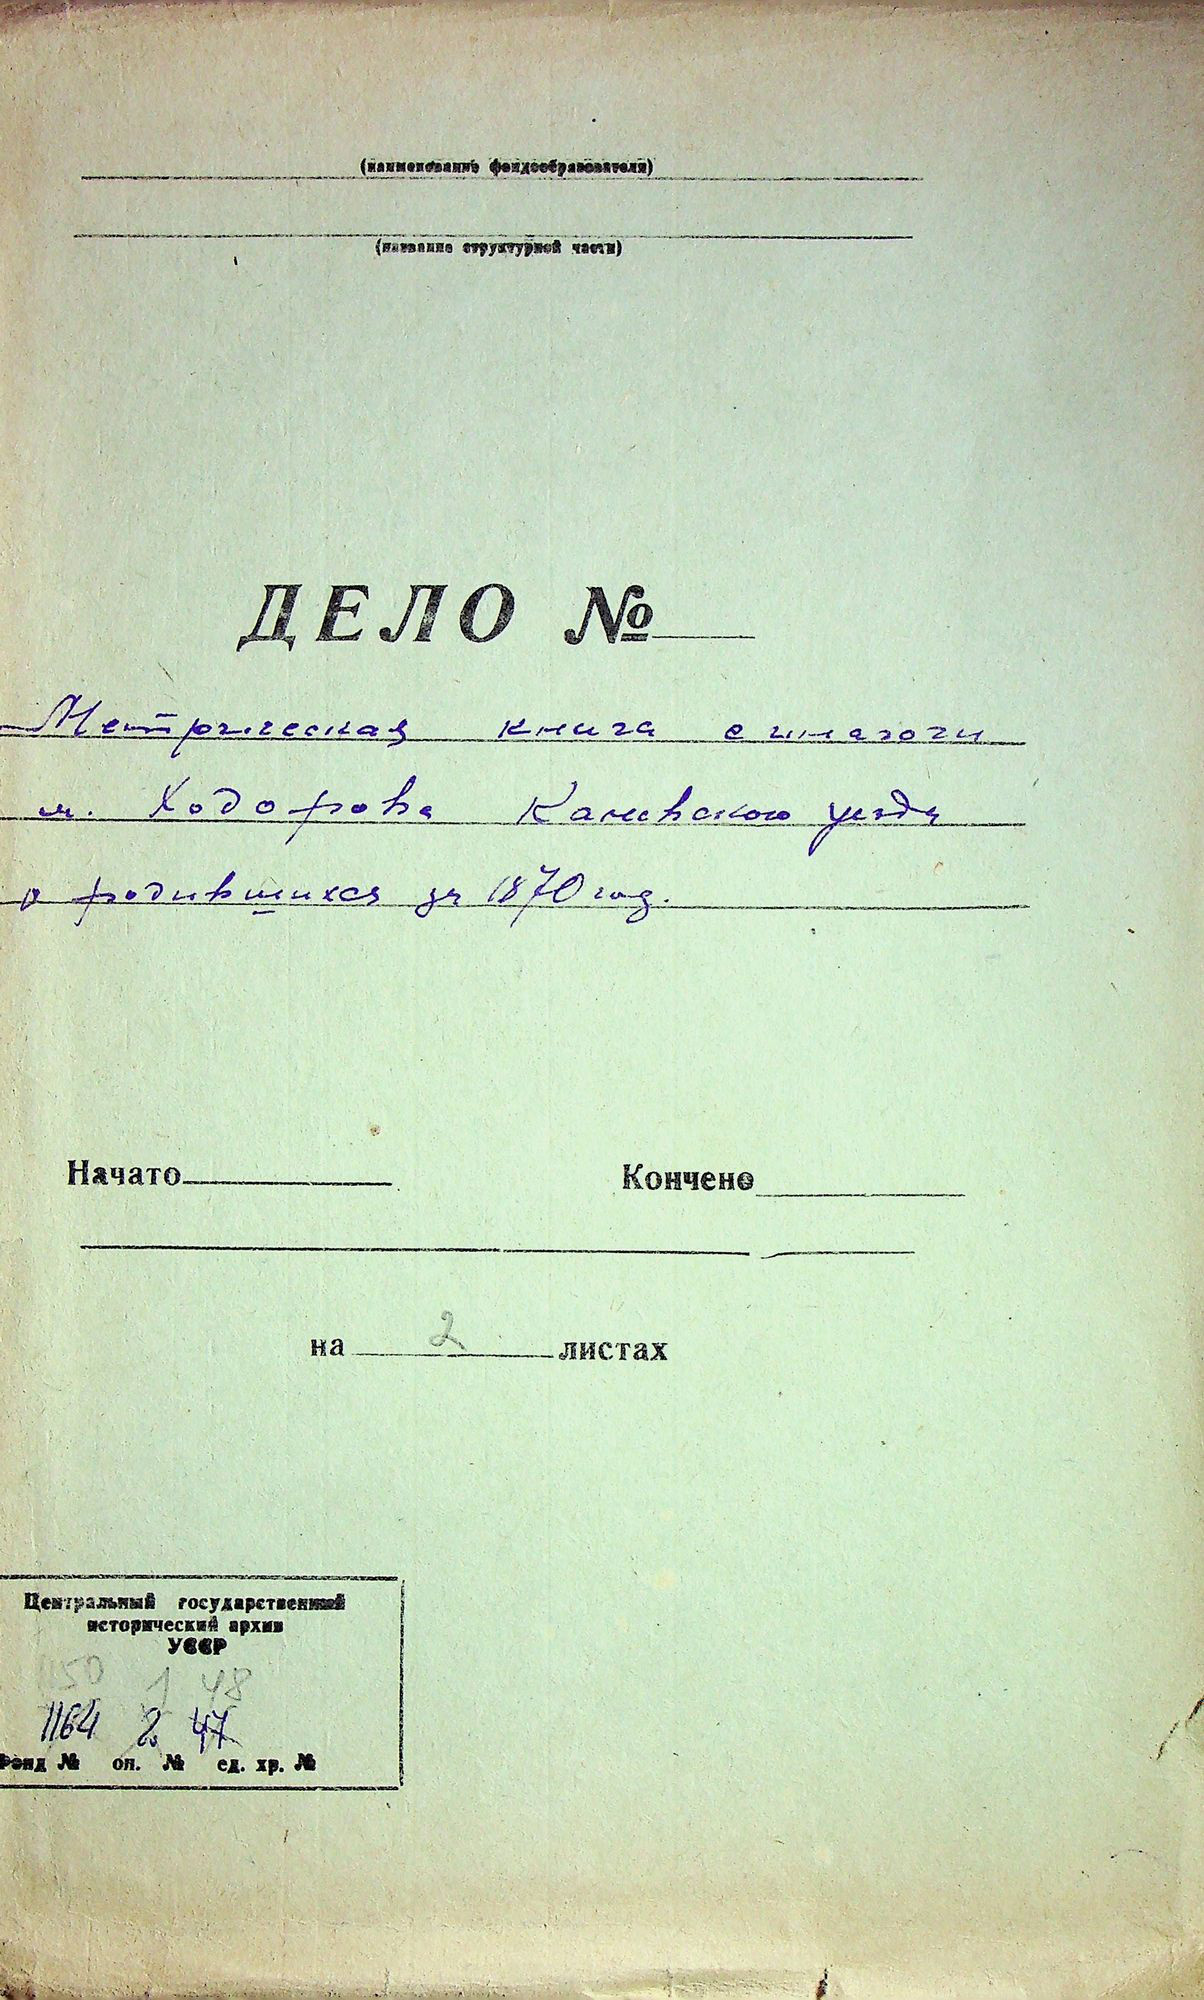 (наименование фондообразователя)
(название структурной части)
ДЕЛО №
Метрическая книга синагоги
м. Ходорова Каневского уезда
о родившихся за 1870 год.
Начато Кончено
на 2 листах
Центральный государственный
исторический архив
УССР
1150 1 48
1164 2 47
Фонд № оп. № ед. хр. №